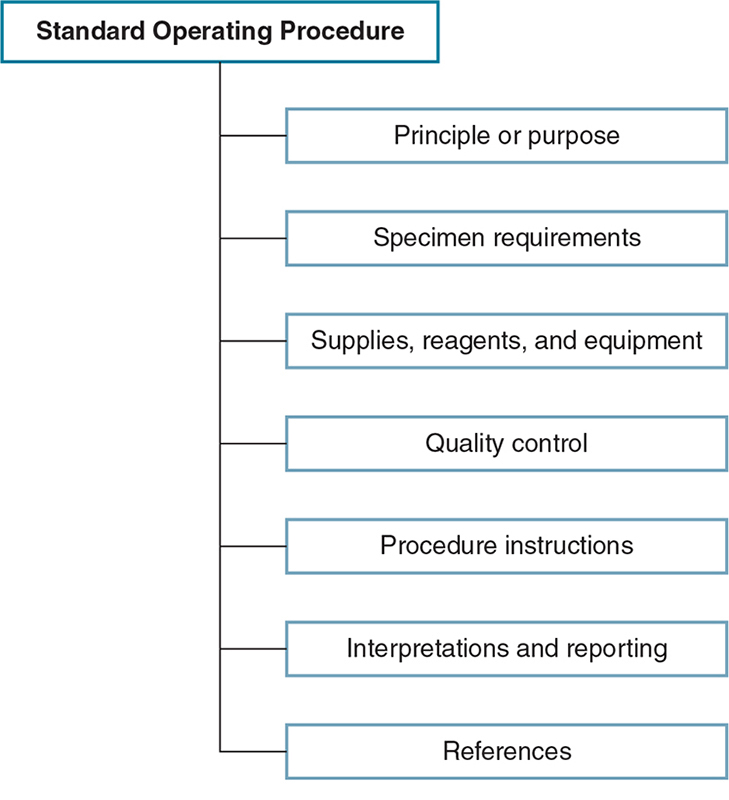 Standard Operating Procedure
Principle or purpose
Specimen requirements
Supplies, reagents, and equipment
Quality control
Procedure instructions
Interpretations and reporting
References